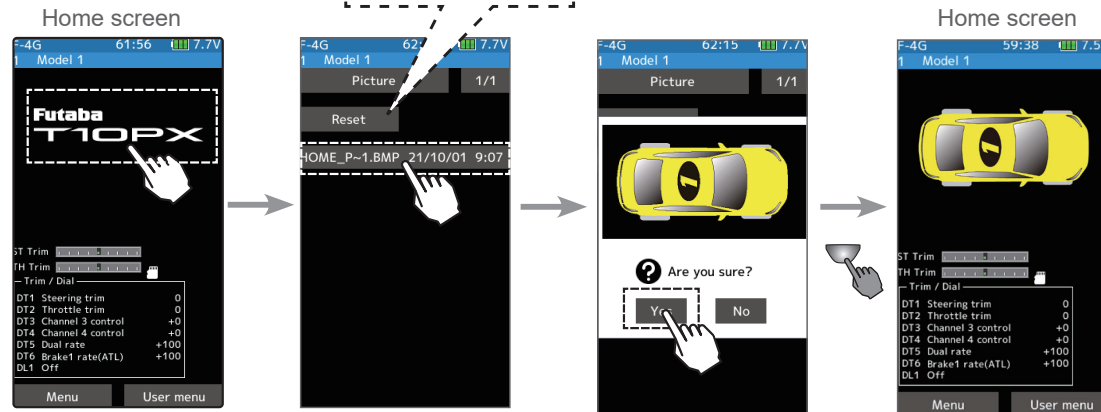 Home screen
F-4G 61:56 7.7V
1 Model 1
Futaba
T10PX
ST Trim
TH Trim
Trim / Dial
DT1 Steering trim 0
DT2 Throttle trim 0
DT3 Channel 3 control +0
DT4 Channel 4 control +0
DT5 Dual rate +100
DT6 Brake1 rate(ATL) +100
DL1 Off
Menu User menu
F-4G 7.7V
1 Model 1
Picture 1/1
Reset
HOME_P~1.BMP 21/10/01 9:07
F-4G 62:15 7.7V
1 Model 1
Picture 1/1
1
? Are you sure?
Yes No
Home screen
F-4G 59:38 7.5
1 Model 1
1
ST Trim
TH Trim
Trim / Dial
DT1 Steering trim 0
DT2 Throttle trim 0
DT3 Channel 3 control +0
DT4 Channel 4 control +0
DT5 Dual rate +100
DT6 Brake1 rate(ATL) +100
DL1 Off
Menu User menu